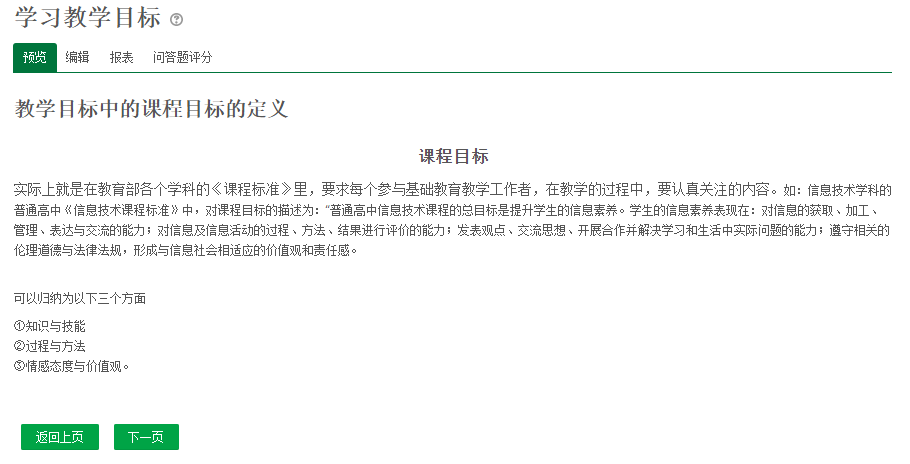 学习教学目标 ?
预览 编辑 报表 问答题评分
教学目标中的课程目标的定义
课程目标
实际上就是在教育部各个学科的《课程标准》里，要求每个参与基础教育教学工作者，在教学的过程中，要认真关注的内容。如：信息技术学科的
普通高中《信息技术课程标准》中，对课程目标的描述为：“普通高中信息技术课程的总目标是提升学生的信息素养。学生的信息素养表现在：对信息的获取、加工、
管理、表达与交流的能力；对信息及信息活动的过程、方法、结果进行评价的能力；发表观点、交流思想、开展合作并解决学习和生活中实际问题的能力；遵守相关的
伦理道德与法律法规，形成与信息社会相适应的价值观和责任感。
可以归纳为以下三个方面
①知识与技能
②过程与方法
③情感态度与价值观。
返回上页 下一页